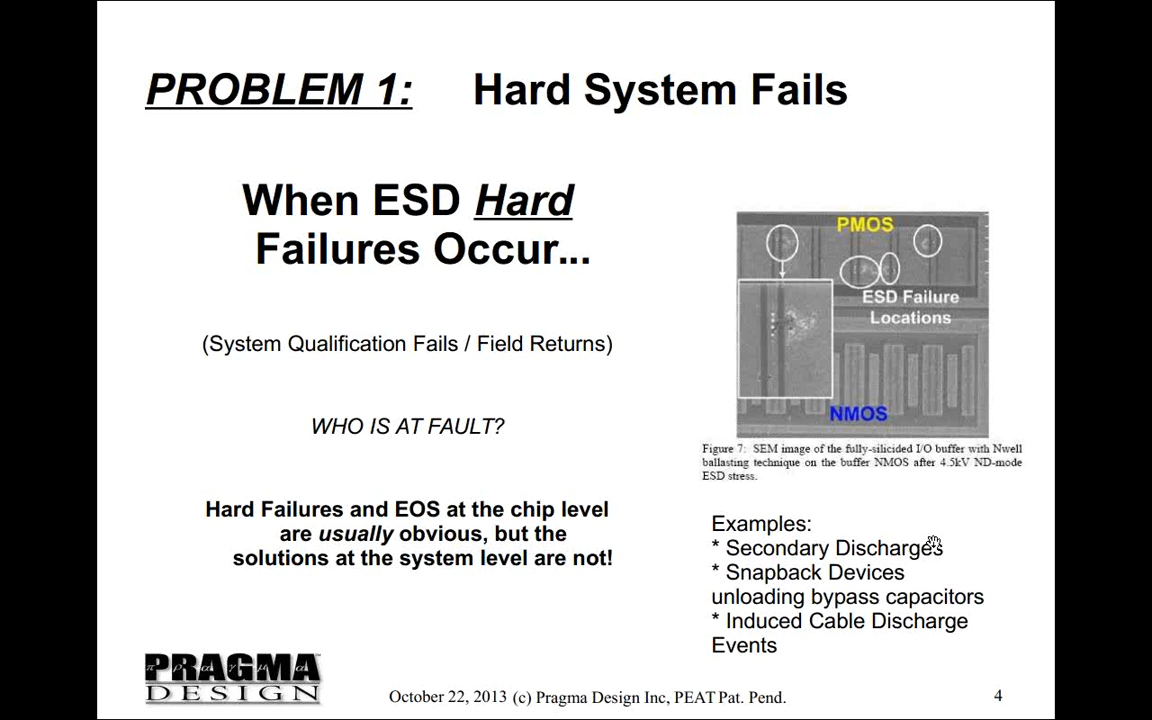 PROBLEM 1: Hard System Fails
When ESD Hard
Failures Occur...
(System Qualification Fails / Field Returns)
WHO IS AT FAULT?
Hard Failures and EOS at the chip level
are usually obvious, but the
solutions at the system level are not!
PMOS
ESD Failure
Locations
NMOS
Figure 7: SEM image of the fully-silicided I/O buffer with Nwell
ballasting technique on the buffer NMOS after 4.5kV ND-mode
ESD stress.
Examples:
* Secondary Discharges
* Snapback Devices
unloading bypass capacitors
* Induced Cable Discharge
Events
PRAGMA
π ρ α γ μ α
DESIGN
October 22, 2013 (c) Pragma Design Inc, PEAT Pat. Pend.
4